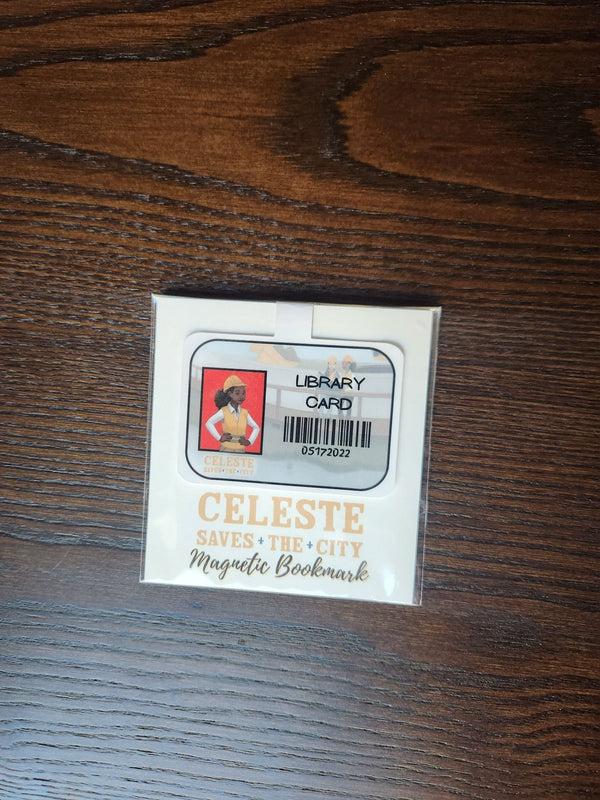 LIBRARY
CARD
05172022
CELESTE
SAVES THE CITY
CELESTE
SAVES THE CITY
Magnetic Bookmark